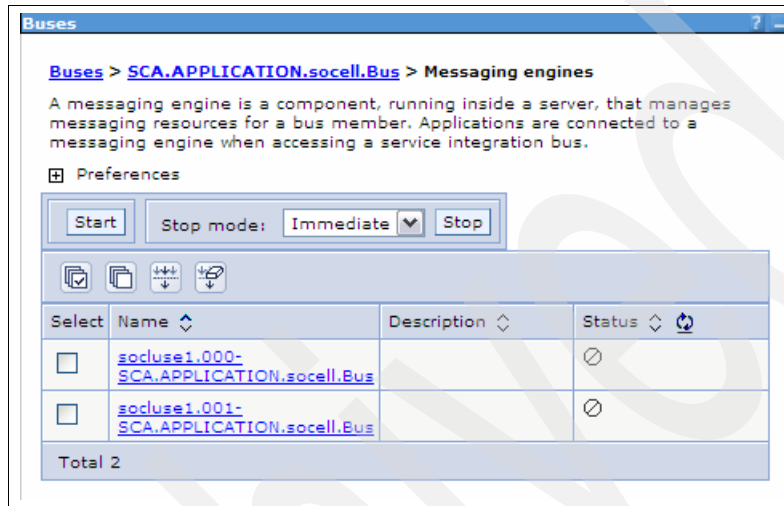 Buses ?
Buses > SCA.APPLICATION.socell.Bus > Messaging engines
A messaging engine is a component, running inside a server, that manages
messaging resources for a bus member. Applications are connected to a
messaging engine when accessing a service integration bus.
Preferences
Start Stop mode: Immediate Stop
Select Name Description Status
socluse1.000-
SCA.APPLICATION.socell.Bus
socluse1.001-
SCA.APPLICATION.socell.Bus
Total 2